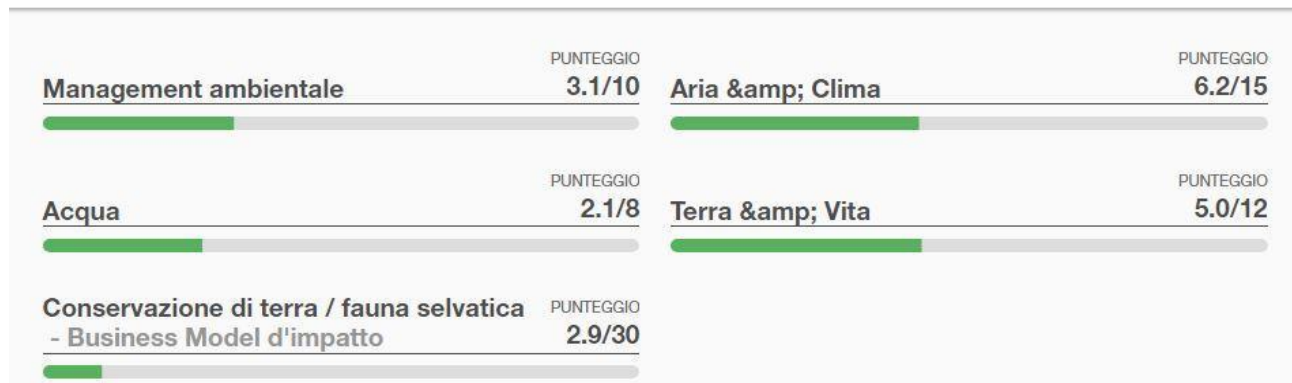 PUNTEGGIO
Management ambientale 3.1/10
PUNTEGGIO
Aria &amp; Clima 6.2/15
PUNTEGGIO
Acqua 2.1/8
PUNTEGGIO
Terra &amp; Vita 5.0/12
Conservazione di terra / fauna selvatica PUNTEGGIO
- Business Model d'impatto 2.9/30